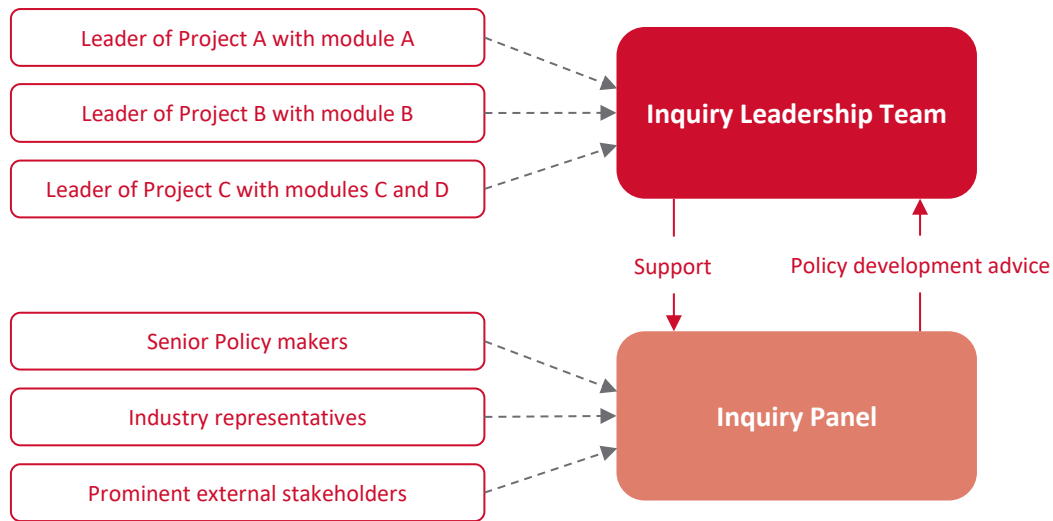 Leader of Project A with module A
Leader of Project B with module B
Leader of Project C with modules C and D
Inquiry Leadership Team
Support
Policy development advice
Senior Policy makers
Industry representatives
Prominent external stakeholders
Inquiry Panel